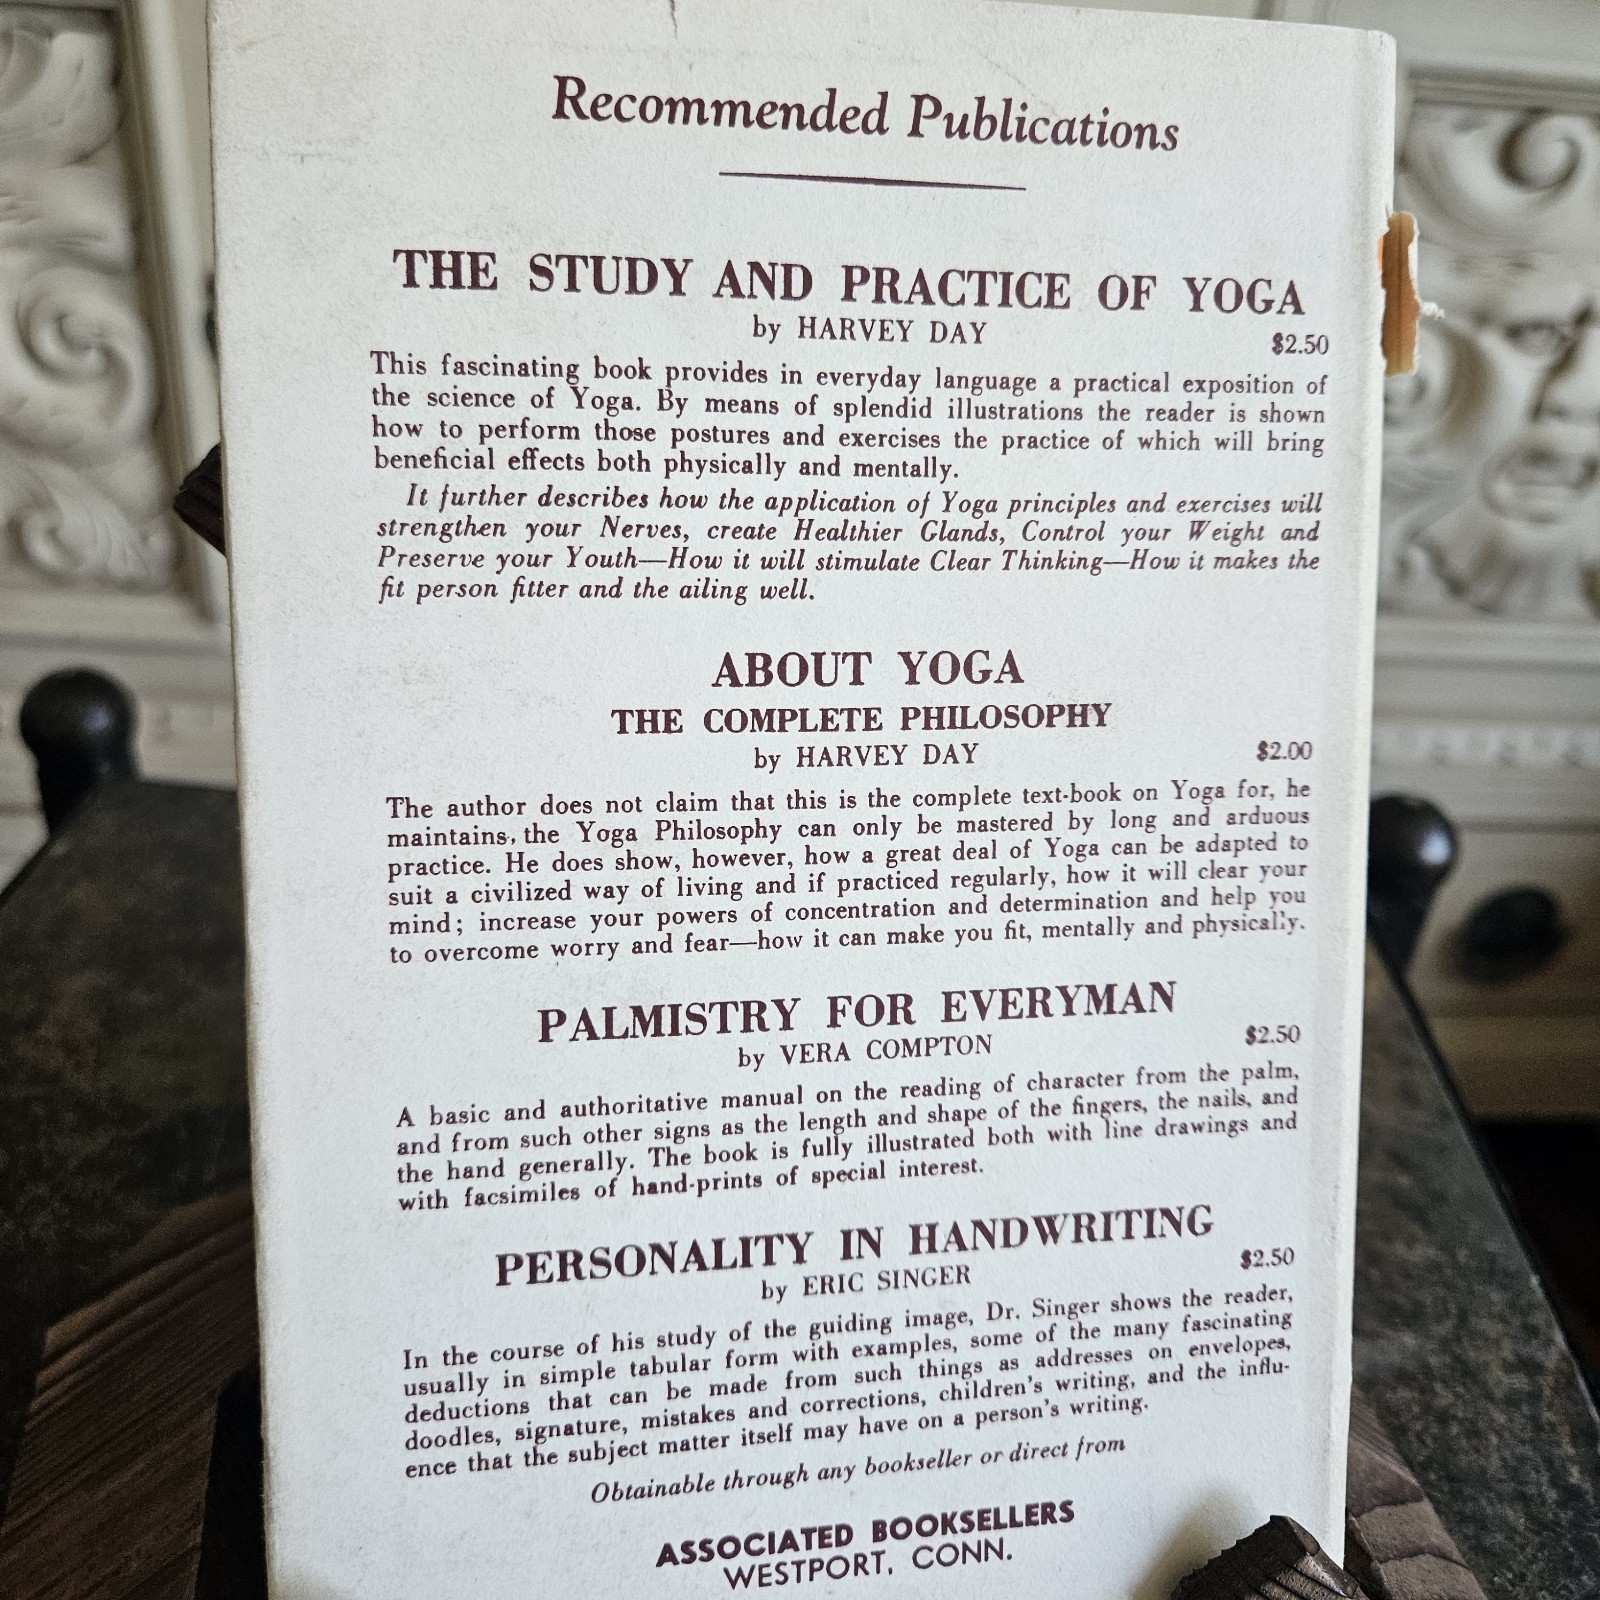 Recommended Publications
THE STUDY AND PRACTICE OF YOGA
by HARVEY DAY
$2.50
This fascinating book provides in everyday language a practical exposition of
the science of Yoga. By means of splendid illustrations the reader is shown
how to perform those postures and exercises the practice of which will bring
beneficial effects both physically and mentally.
It further describes how the application of Yoga principles and exercises will
strengthen your Nerves, create Healthier Glands, Control your Weight and
Preserve your Youth—How it will stimulate Clear Thinking—How it makes the
fit person fitter and the ailing well.
ABOUT YOGA
THE COMPLETE PHILOSOPHY
by HARVEY DAY
$2.00
The author does not claim that this is the complete text-book on Yoga for, he
maintains, the Yoga Philosophy can only be mastered by long and arduous
practice. He does show, however, how a great deal of Yoga can be adapted to
suit a civilized way of living and if practiced regularly, how it will clear your
mind; increase your powers of concentration and determination and help you
to overcome worry and fear—how it can make you fit, mentally and physically.
PALMISTRY FOR EVERYMAN
by VERA COMPTON
$2.50
A basic and authoritative manual on the reading of character from the palm,
and from such other signs as the length and shape of the fingers, the nails, and
the hand generally. The book is fully illustrated both with line drawings and
with facsimiles of hand-prints of special interest.
PERSONALITY IN HANDWRITING
by ERIC SINGER
$2.50
In the course of his study of the guiding image, Dr. Singer shows the reader,
usually in simple tabular form with examples, some of the many fascinating
deductions that can be made from such things as addresses on envelopes,
doodles, signature, mistakes and corrections, children's writing, and the influ-
ence that the subject matter itself may have on a person's writing.
Obtainable through any bookseller or direct from
ASSOCIATED BOOKSELLERS
WESTPORT, CONN.